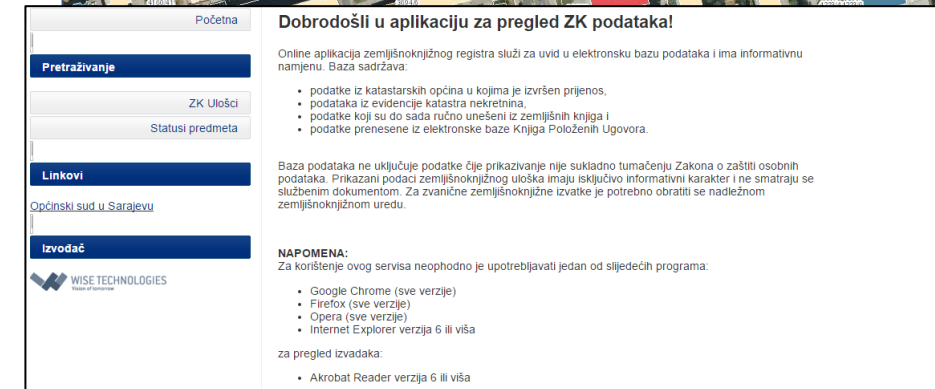 4160/41
3094/6
Početna
Pretraživanje
ZK Ulošci
Statusi predmeta
Linkovi
Općinski sud u Sarajevu
Izvođač
WISE TECHNOLOGIES
Vision of tomorrow
Dobrodošli u aplikaciju za pregled ZK podataka!
Online aplikacija zemljišnoknjižnog registra služi za uvid u elektronsku bazu podataka i ima informativnu
namjenu. Baza sadržava:
• podatke iz katastarskih općina u kojima je izvršen prijenos,
• podataka iz evidencije katastra nekretnina,
• podatke koji su do sada ručno unešeni iz zemljišnih knjiga i
• podatke prenesene iz elektronske baze Knjiga Položenih Ugovora.
Baza podataka ne uključuje podatke čije prikazivanje nije sukladno tumačenju Zakona o zaštiti osobnih
podataka. Prikazani podaci zemljišnoknjižnog uloška imaju isključivo informativni karakter i ne smatraju se
službenim dokumentom. Za zvanične zemljišnoknjižne izvatke je potrebno obratiti se nadležnom
zemljišnoknjižnom uredu.
NAPOMENA:
Za korištenje ovog servisa neophodno je upotrebljavati jedan od slijedećih programa:
• Google Chrome (sve verzije)
• Firefox (sve verzije)
• Opera (sve verzije)
• Internet Explorer verzija 6 ili viša
za pregled izvadaka:
• Akrobat Reader verzija 6 ili viša